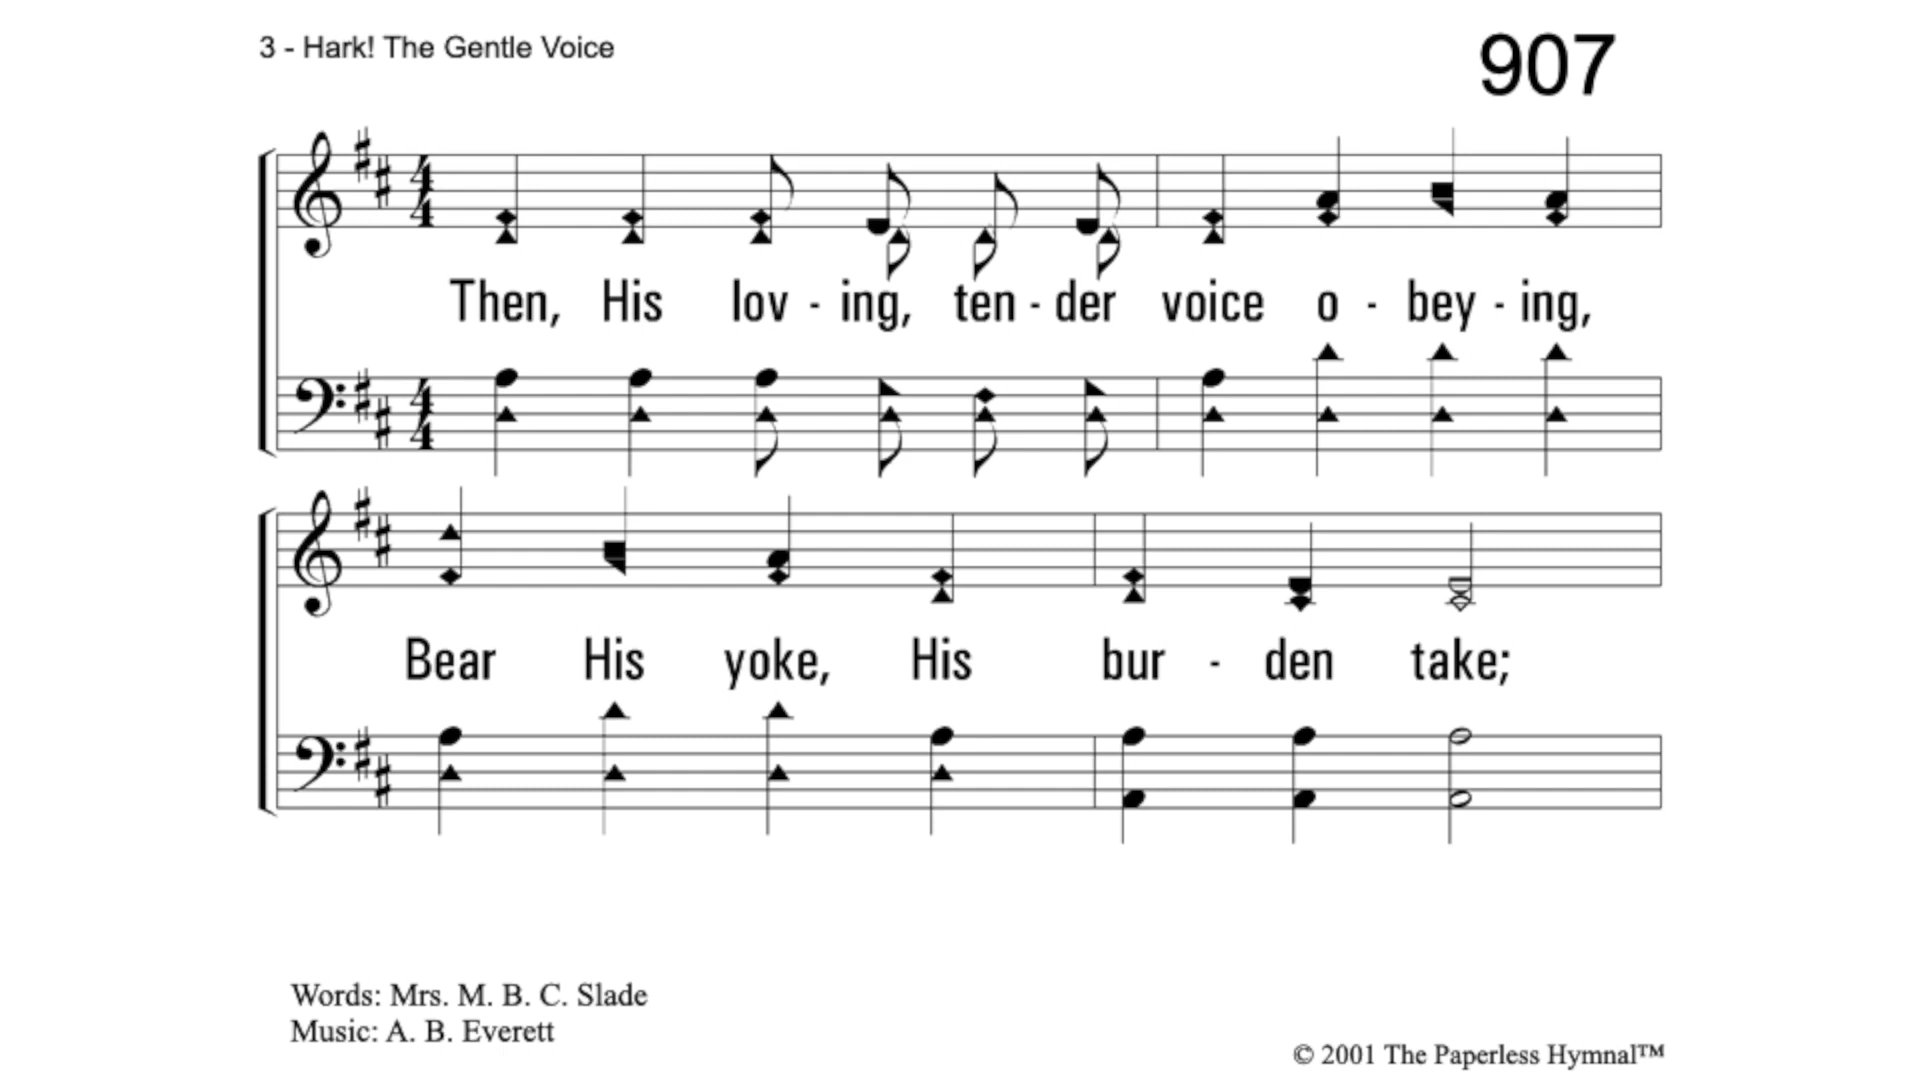 3 - Hark! The Gentle Voice
907
Then, His lov - ing, ten - der voice o - bey - ing,
Bear His yoke, His bur - den take;
Words: Mrs. M. B. C. Slade
Music: A. B. Everett
© 2001 The Paperless Hymnal™